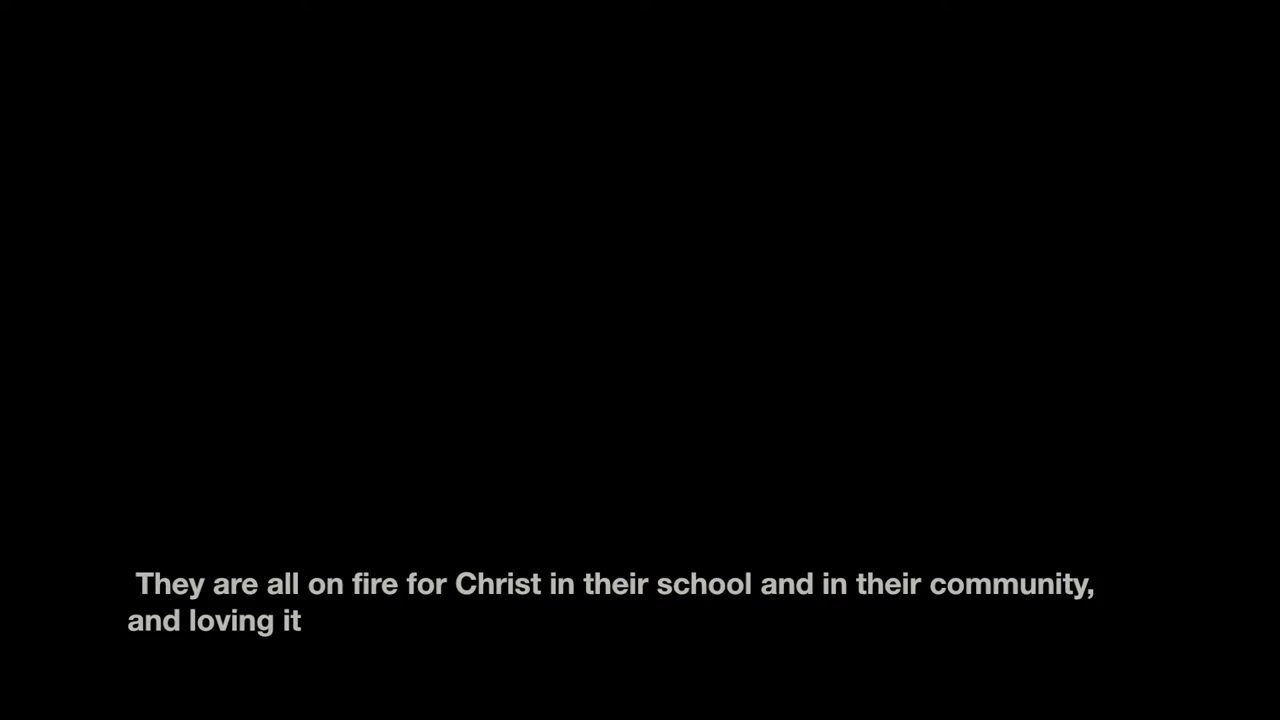 They are all on fire for Christ in their school and in their community,
and loving it